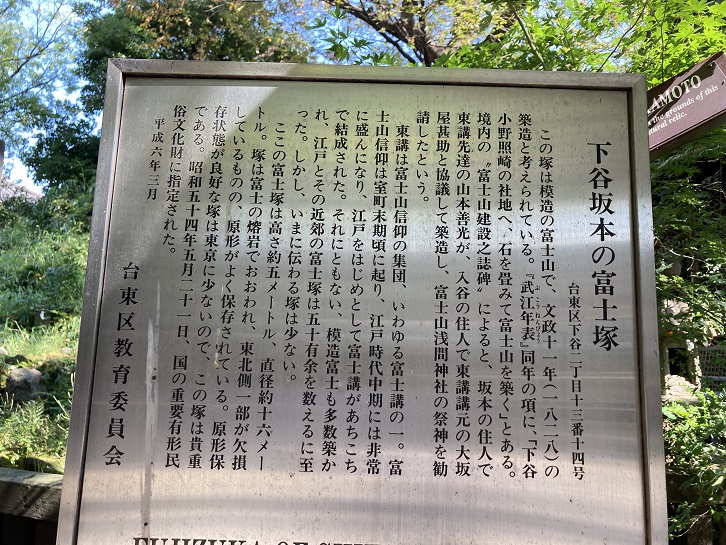 下谷坂本の富士塚
台東区下谷二丁目十三番十四号
この塚は模造の富士山で、文政十一年(一八二八)の
築造と考えられている。『武江年表』同年の項に、「下谷
ぶこうねんぴょう
小野照崎の社地へ、石を畳みて富士山を築く」とある。
境内の〝富士山建設之誌碑〟によると、坂本の住人で
東講先達の山本善光が、入谷の住人で東講講元の大坂
屋甚助と協議して築造し、富士山浅間神社の祭神を勧
請したという。
東講は富士山信仰の集団、いわゆる富士講の一。富
士山信仰は室町末期頃に起り、江戸時代中期には非常
に盛んになり、江戸をはじめとして富士講があちこち
で結成された。それにともない、模造富士も多数築か
れ、江戸とその近郊の富士塚は五十有余を数えるに至
った。しかし、いまに伝わる塚は少ない。
ここの富士塚は高さ約五メートル、直径約十六メー
トル。塚は富士の熔岩でおおわれ、東北側一部が欠損
しているものの、原形がよく保存されている。原形保
存状態が良好な塚は東京に少ないので、この塚は貴重
である。昭和五十四年五月二十一日、国の重要有形民
俗文化財に指定された。
平成六年三月
台東区教育委員会
FUJIZUKA OF
AMOTO
the grounds of this
ural relic.